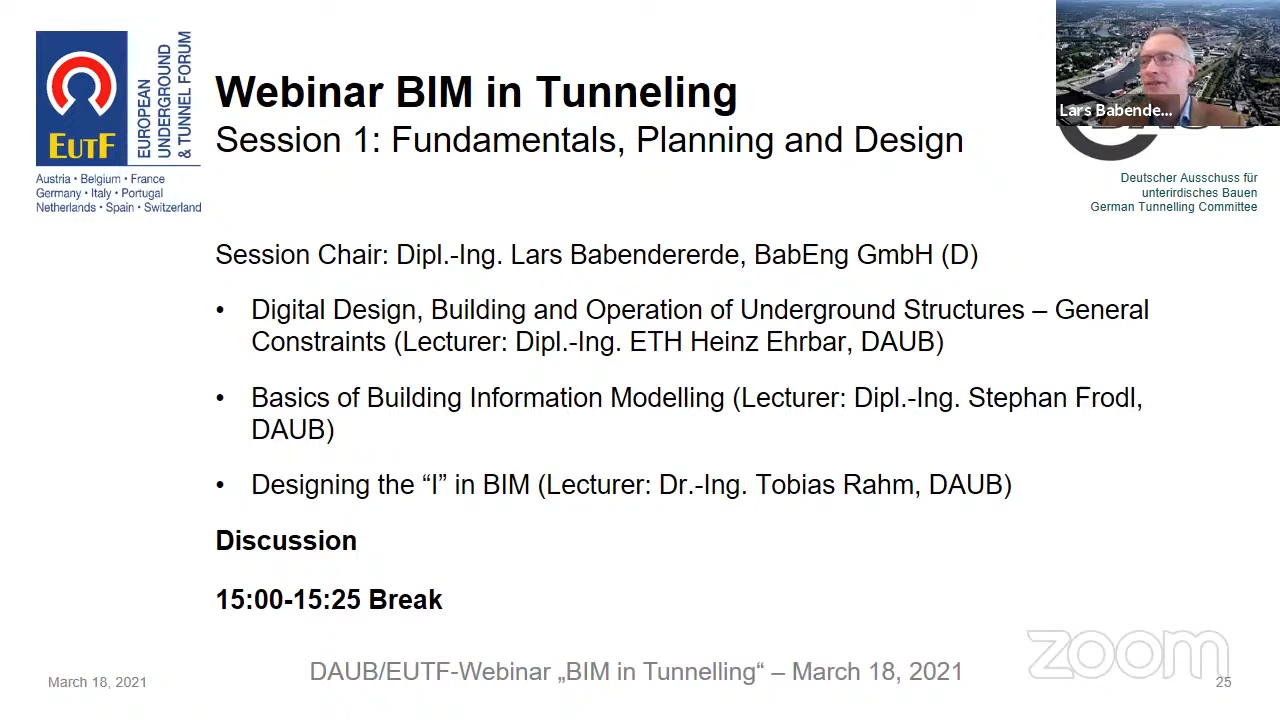 EUTF
EUROPEAN
UNDERGROUND
& TUNNEL FORUM
Austria • Belgium • France
Germany • Italy • Portugal
Netherlands • Spain • Switzerland
Webinar BIM in Tunneling
Session 1: Fundamentals, Planning and Design
Lars Babende...
Deutscher Ausschuss für
unterirdisches Bauen
German Tunnelling Committee
Session Chair: Dipl.-Ing. Lars Babendererde, BabEng GmbH (D)
• Digital Design, Building and Operation of Underground Structures – General
Constraints (Lecturer: Dipl.-Ing. ETH Heinz Ehrbar, DAUB)
• Basics of Building Information Modelling (Lecturer: Dipl.-Ing. Stephan Frodl,
DAUB)
• Designing the “I” in BIM (Lecturer: Dr.-Ing. Tobias Rahm, DAUB)
Discussion
15:00-15:25 Break
zoom
March 18, 2021
DAUB/EUTF-Webinar „BIM in Tunnelling“ – March 18, 2021
25